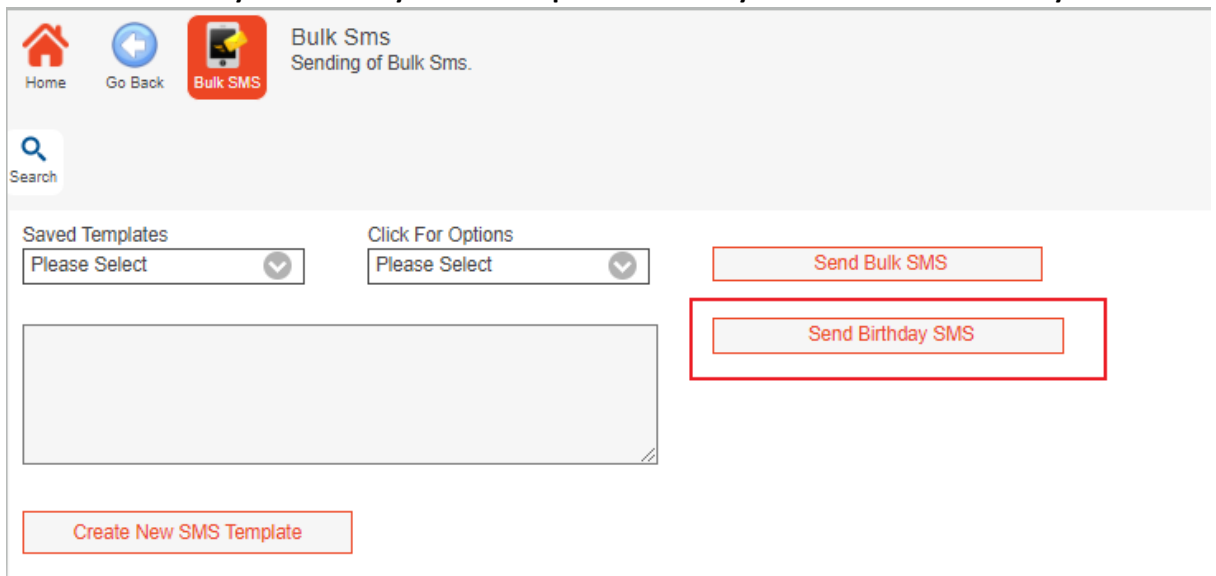 Bulk Sms
Sending of Bulk Sms.
Home
Go Back
Bulk SMS
Search
Saved Templates
Click For Options
Please Select
Please Select
Send Bulk SMS
Send Birthday SMS
Create New SMS Template